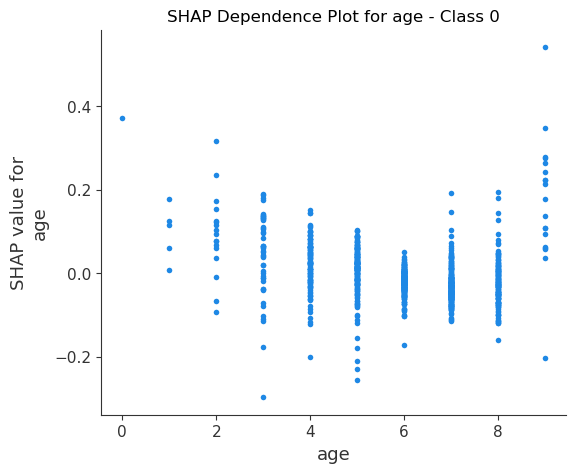 SHAP Dependence Plot for age - Class 0
0.4
0.2
0.0
−0.2
SHAP value for
age
0 2 4 6 8
age